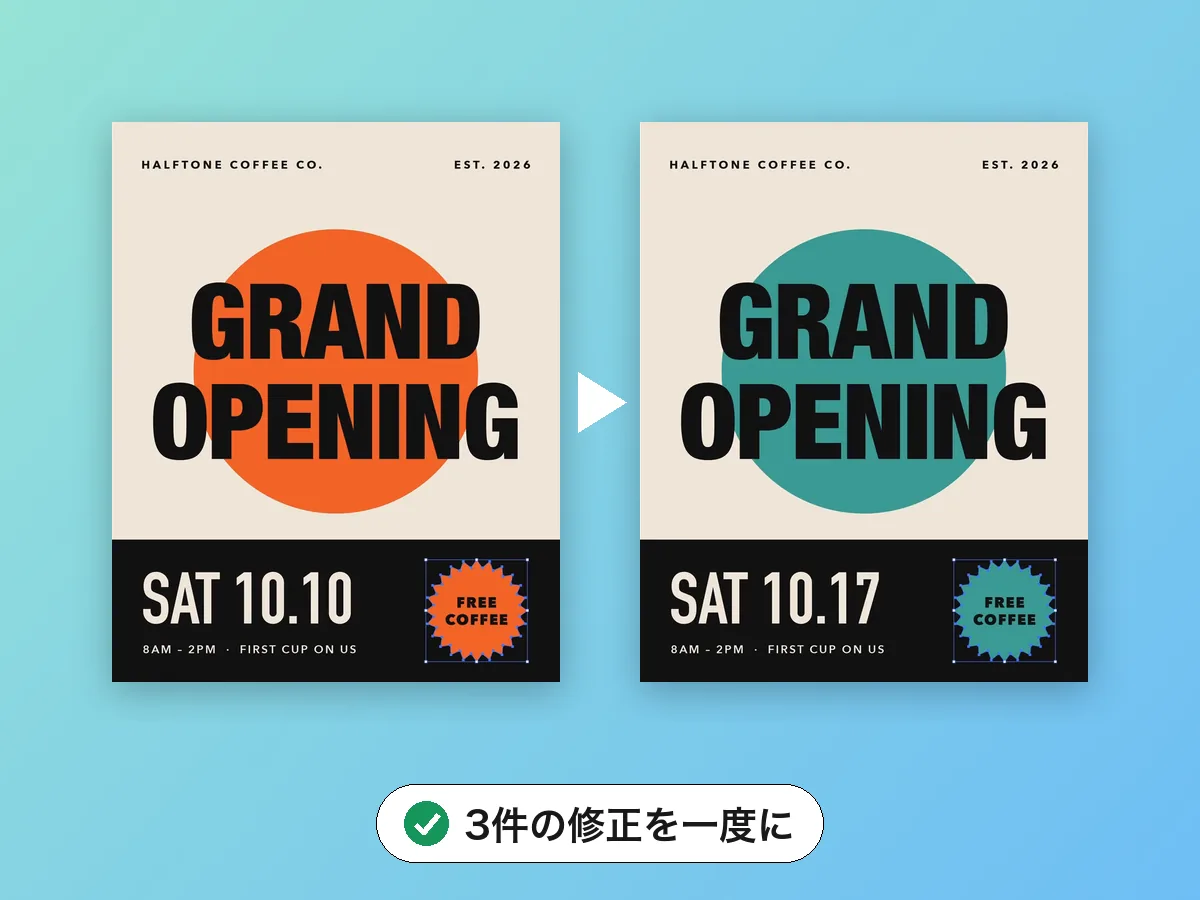 HALFTONE COFFEE CO.
EST. 2026
GRAND
OPENING
SAT 10.10
8AM – 2PM · FIRST CUP ON US
FREE
COFFEE
HALFTONE COFFEE CO.
EST. 2026
GRAND
OPENING
SAT 10.17
8AM – 2PM · FIRST CUP ON US
FREE
COFFEE
3件の修正を一度に